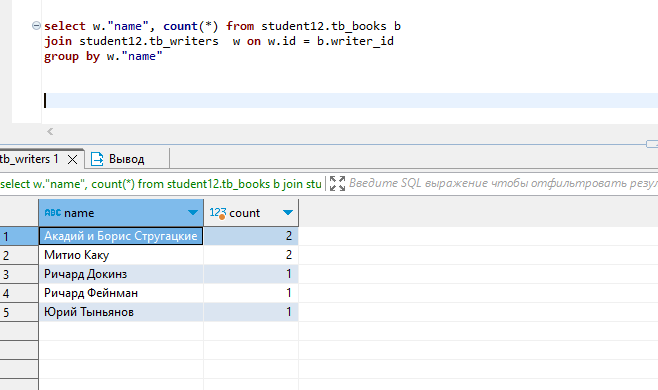 select w."name", count(*) from student12.tb_books b
join student12.tb_writers  w on w.id = b.writer_id
group by w."name"
tb_writers 1 Вывод
select w."name", count(*) from student12.tb_books b join stu Введите SQL выражение чтобы отфильтровать резул
ABC name 123 count
1 Акадий и Борис Стругацкие 2
2 Митио Каку 2
3 Ричард Докинз 1
4 Ричард Фейнман 1
5 Юрий Тыньянов 1